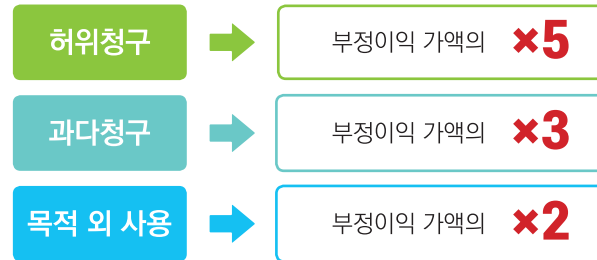 허위청구 부정이익 가액의 ×5
과다청구 부정이익 가액의 ×3
목적 외 사용 부정이익 가액의 ×2